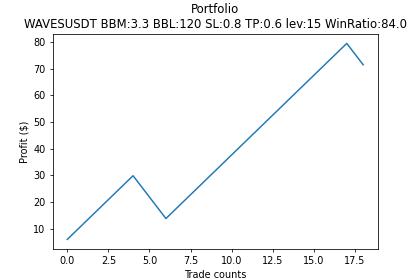 Portfolio
WAVESUSDT BBM:3.3 BBL:120 SL:0.8 TP:0.6 lev:15 WinRatio:84.0
80
70
60
50
40
30
20
10
Profit ($)
0.0 2.5 5.0 7.5 10.0 12.5 15.0 17.5
Trade counts